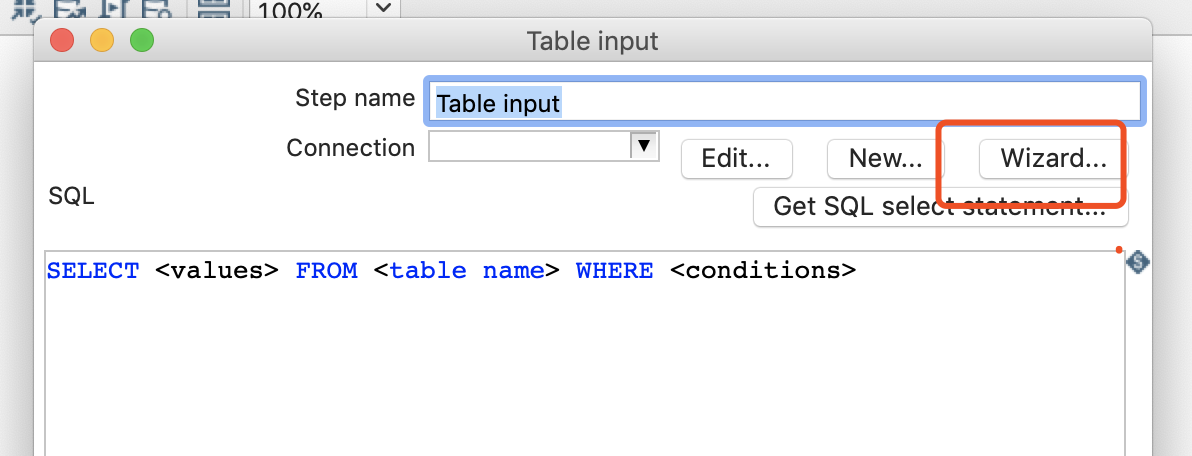 100%
Table input
Step name Table input
Connection Edit... New... Wizard...
SQL
Get SQL select statement...
SELECT <values> FROM <table name> WHERE <conditions>